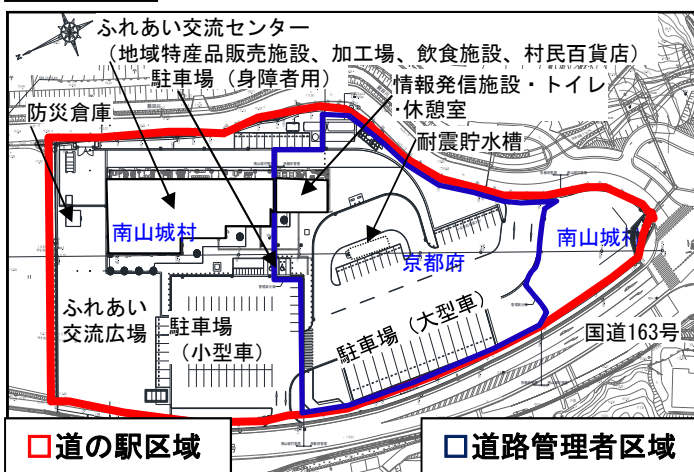 ふれあい交流センター
（地域特産品販売施設、加工場、飲食施設、村民百貨店）
駐車場（身障者用）
情報発信施設・トイレ
・休憩室
防災倉庫
耐震貯水槽
南山城村
京都府
南山城村
ふれあい
交流広場
駐車場
（小型車）
駐車場（大型車）
国道163号
□道の駅区域
□道路管理者区域